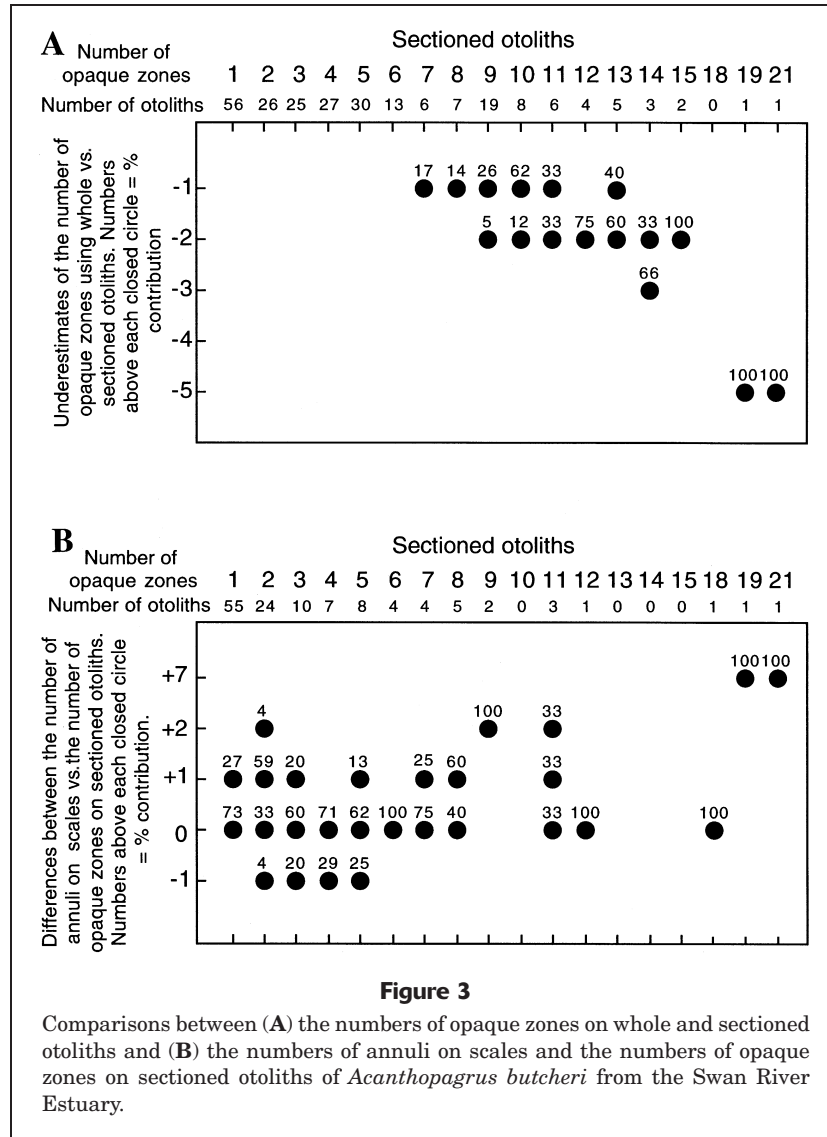 A
Sectioned otoliths
Number of
opaque zones 1 2 3 4 5 6 7 8 9 10 11 12 13 14 15 18 19 21
Number of otoliths 56 26 25 27 30 13 6 7 19 8 6 4 5 3 2 0 1 1
Underestimates of the number of
opaque zones using whole vs.
sectioned otoliths. Numbers
above each closed circle = %
contribution
17 14 26 62 33 40
-1
5 12 33 75 60 33 100
-2
66
-3
-4
100 100
-5
B
Sectioned otoliths
Number of
opaque zones 1 2 3 4 5 6 7 8 9 10 11 12 13 14 15 18 19 21
Number of otoliths 55 24 10 7 8 4 4 5 2 0 3 1 0 0 0 1 1 1
Differences between the number of
annuli on scales vs.the number of
opaque zones on sectioned otoliths.
Numbers above each closed circle
= % contribution.
100 100
+7
4 100 33
+2
27 59 20 13 25 60 33
+1
73 33 60 71 62 100 75 40 33 100 100
0
4 20 29 25
-1
Figure 3
Comparisons between (A) the numbers of opaque zones on whole and sectioned
otoliths and (B) the numbers of annuli on scales and the numbers of opaque
zones on sectioned otoliths of Acanthopagrus butcheri from the Swan River
Estuary.